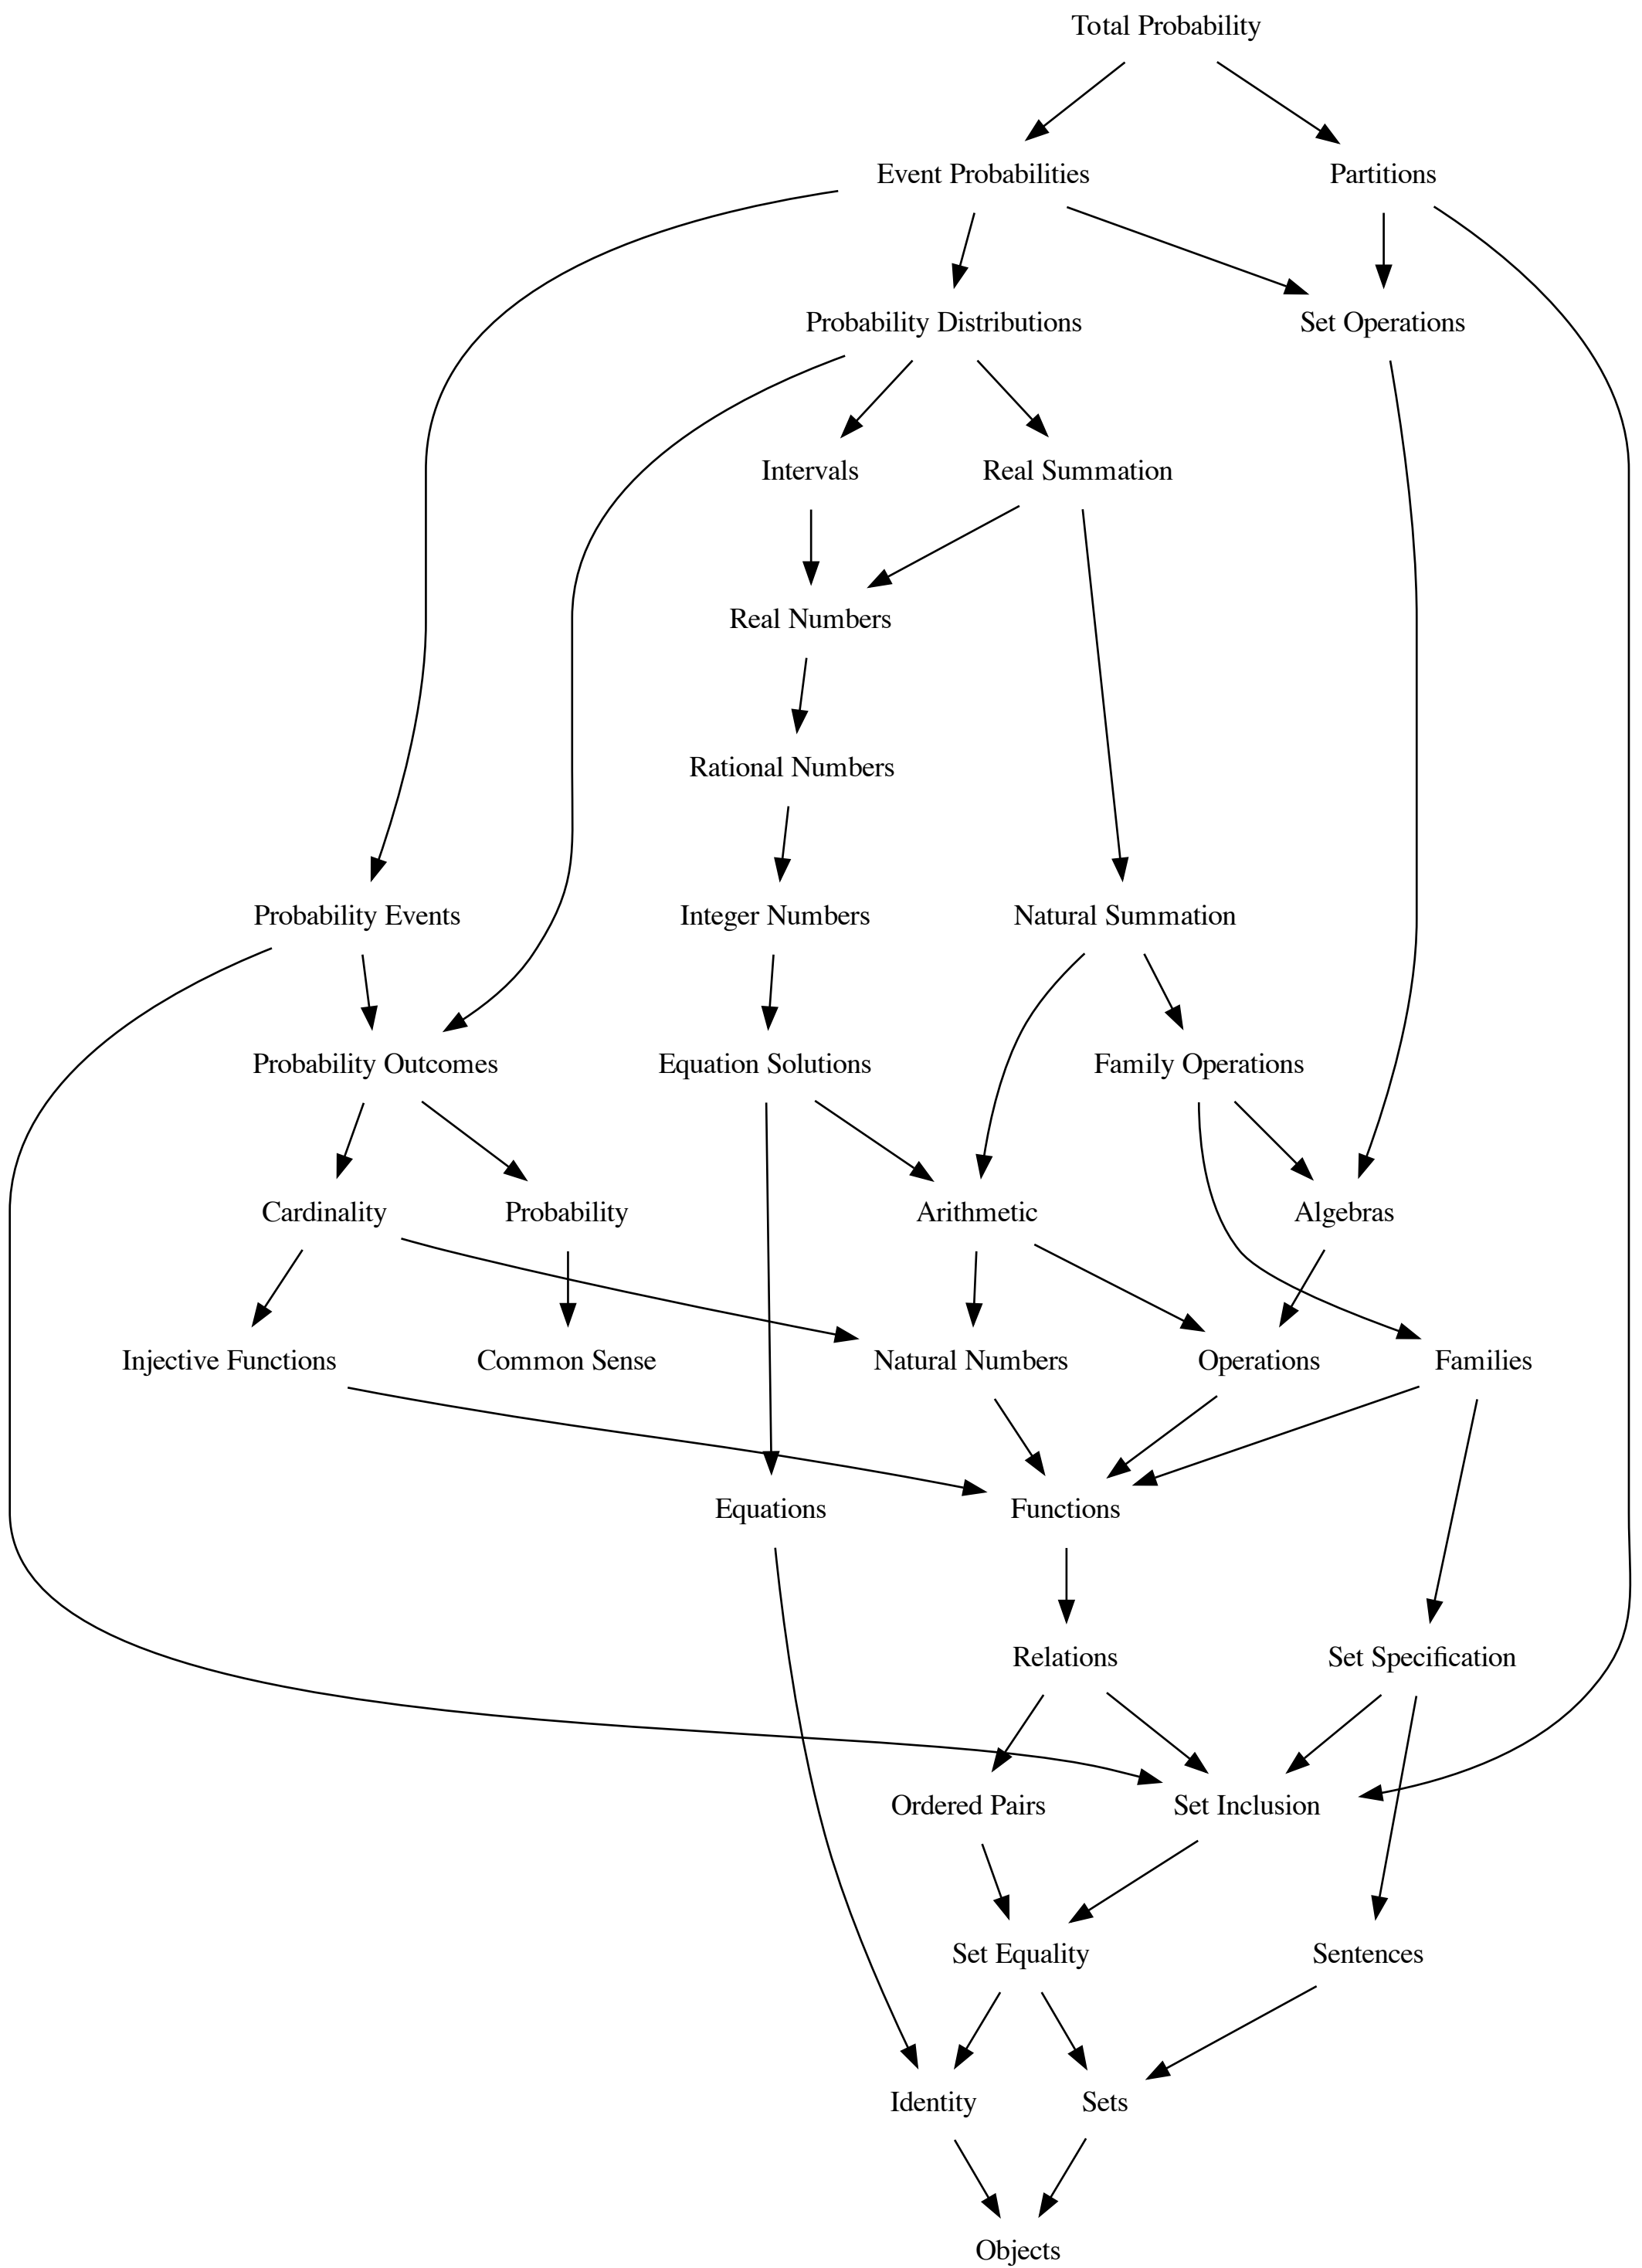 Total Probability
Event Probabilities
Partitions
Probability Distributions
Set Operations
Intervals
Real Summation
Real Numbers
Rational Numbers
Probability Events
Integer Numbers
Natural Summation
Probability Outcomes
Equation Solutions
Family Operations
Cardinality
Probability
Arithmetic
Algebras
Injective Functions
Common Sense
Natural Numbers
Operations
Families
Equations
Functions
Relations
Set Specification
Ordered Pairs
Set Inclusion
Set Equality
Sentences
Identity
Sets
Objects